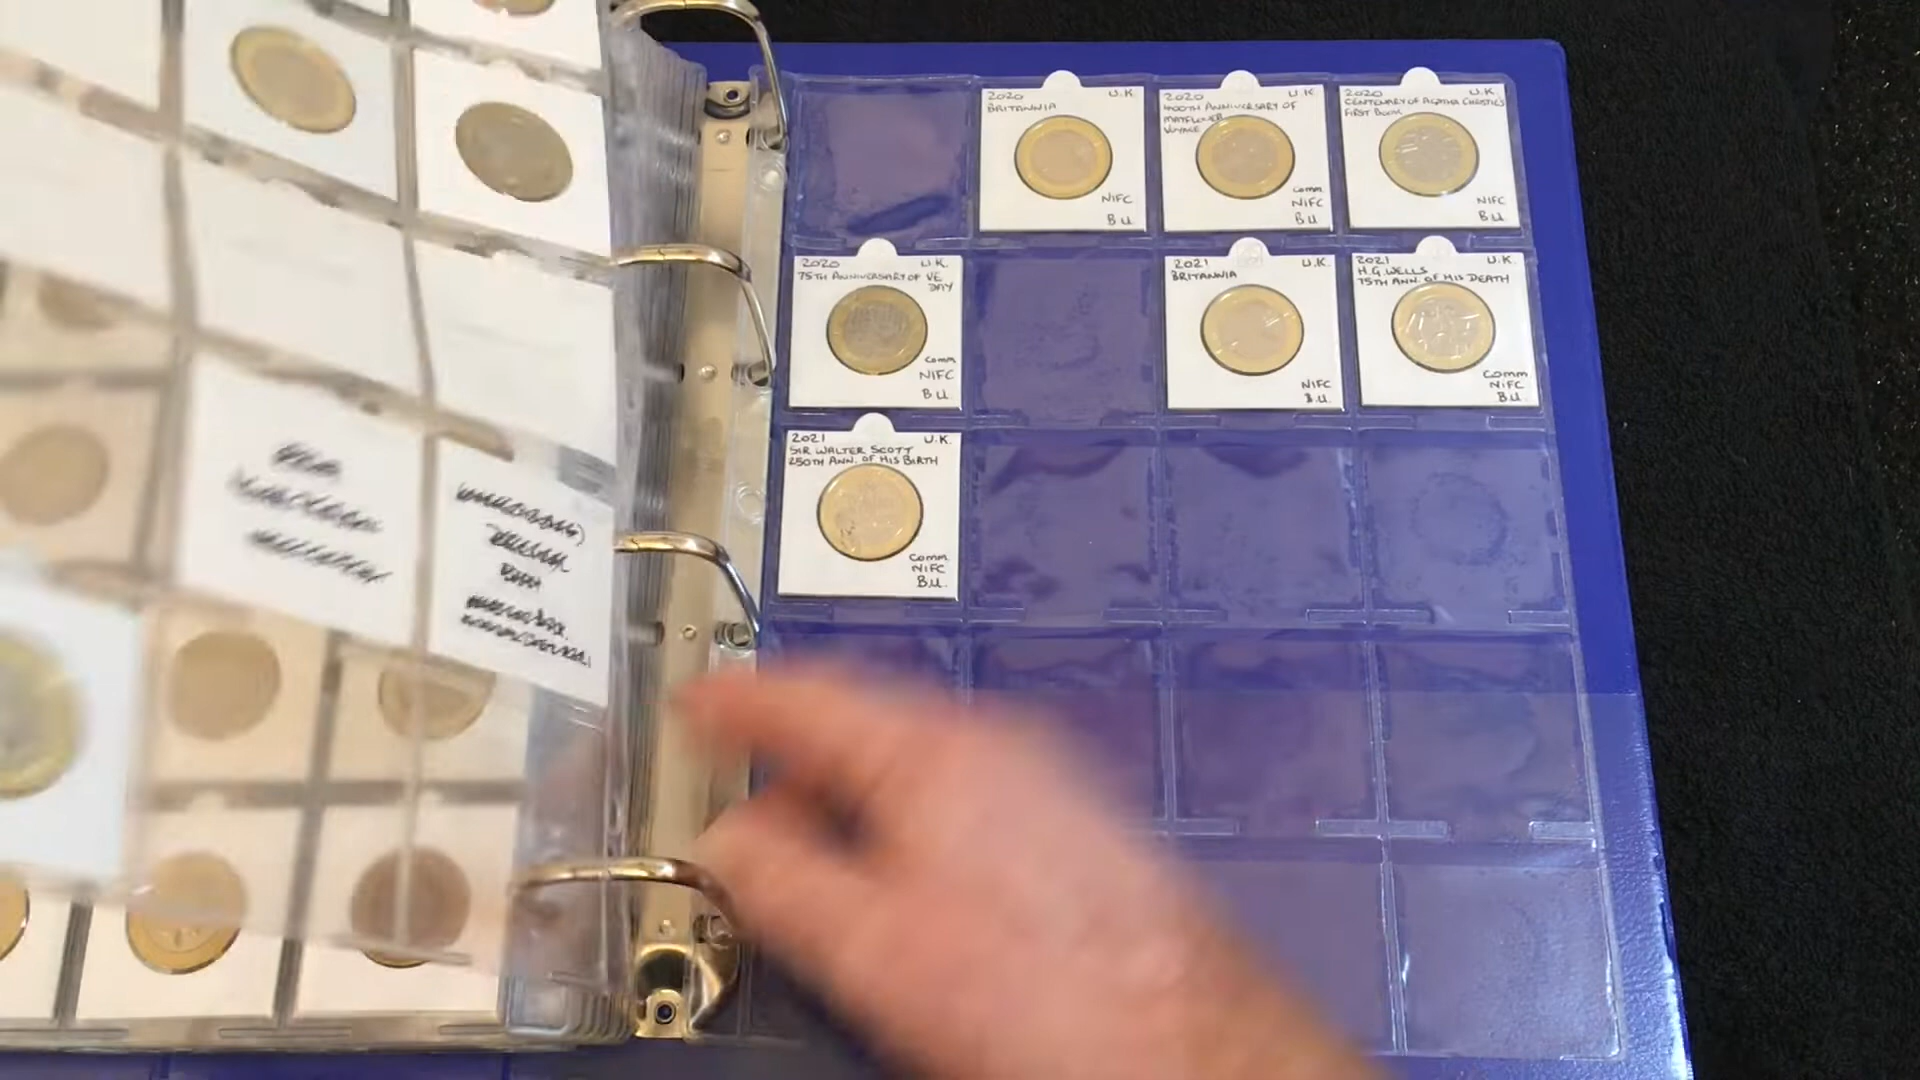 2020 U.K
BRITANNIA
NIFC
B U
2020 U K
400TH ANNIVERSARY OF
MAYFLOWER
VOYAGE
Comm
NIFC
B U
2020 U.K
CENTENARY OF AGATHA CHRISTIE'S
FIRST BOOK
NIFC
B U
2020 U.K.
75TH ANNIVERSARY OF VE
DAY
Comm
NIFC
B U.
2021 U.K.
BRITANNIA
NIFC
B.U.
2021 U.K.
H.G. WELLS
75TH ANN. OF HIS DEATH
Comm
NIFC
B.U.
2021 U.K.
SIR WALTER SCOTT
250TH ANN. OF HIS BIRTH
Comm
NIFC
B.U.